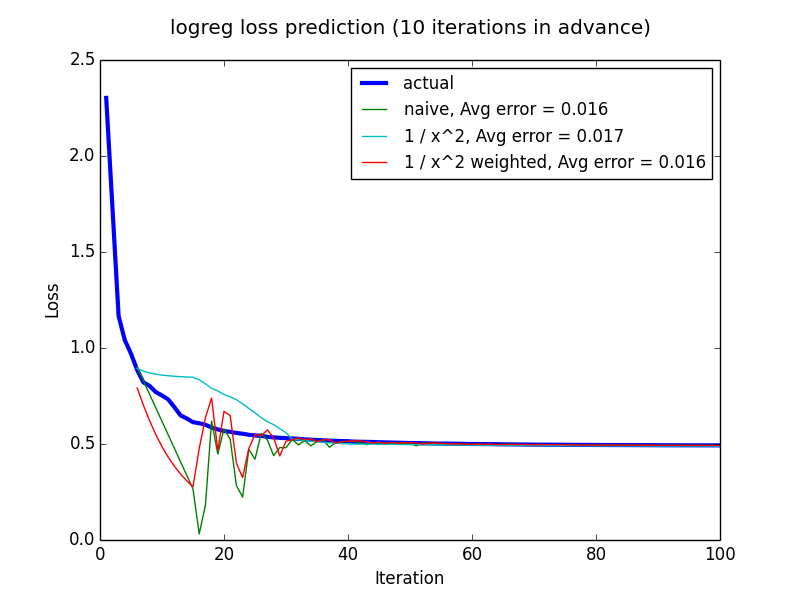 logreg loss prediction (10 iterations in advance)
2.5
2.0
1.5
1.0
0.5
0.0
Loss
actual
naive, Avg error = 0.016
1 / x^2, Avg error = 0.017
1 / x^2 weighted, Avg error = 0.016
0 20 40 60 80 100
Iteration